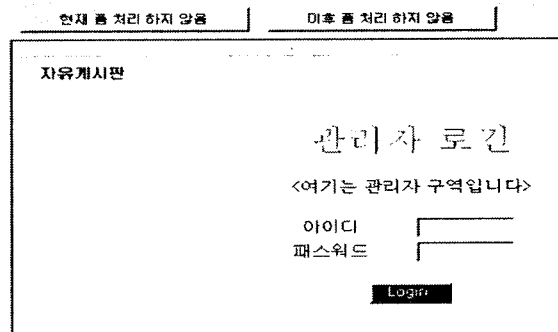 현재 폼 처리 하지 않음 이후 폼 처리 하지 않음
자유게시판
관리자 로긴
<여기는 관리자 구역입니다>
아이디
패스워드
Login